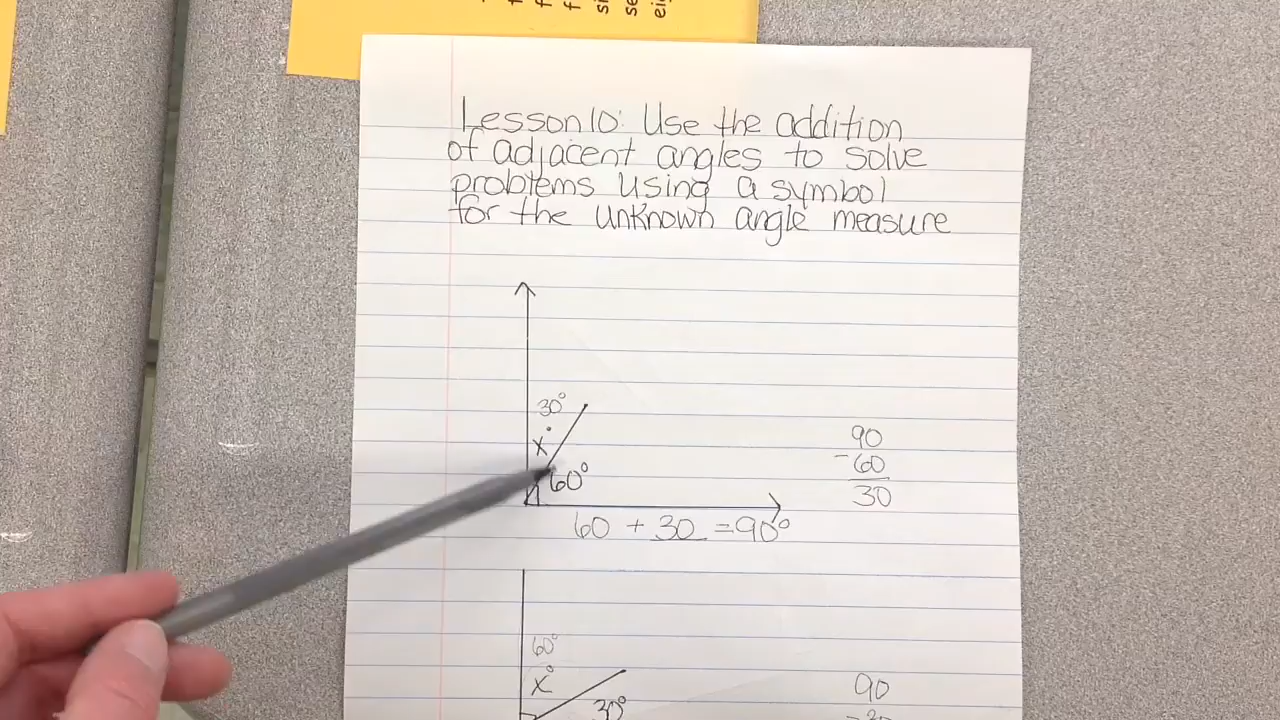 Lesson 10: Use the addition
of adjacent angles to solve
problems using a symbol
for the unknown angle measure
30°
x°
60°
90
-60
30
60 + 30 = 90°
60°
x°
30°
90